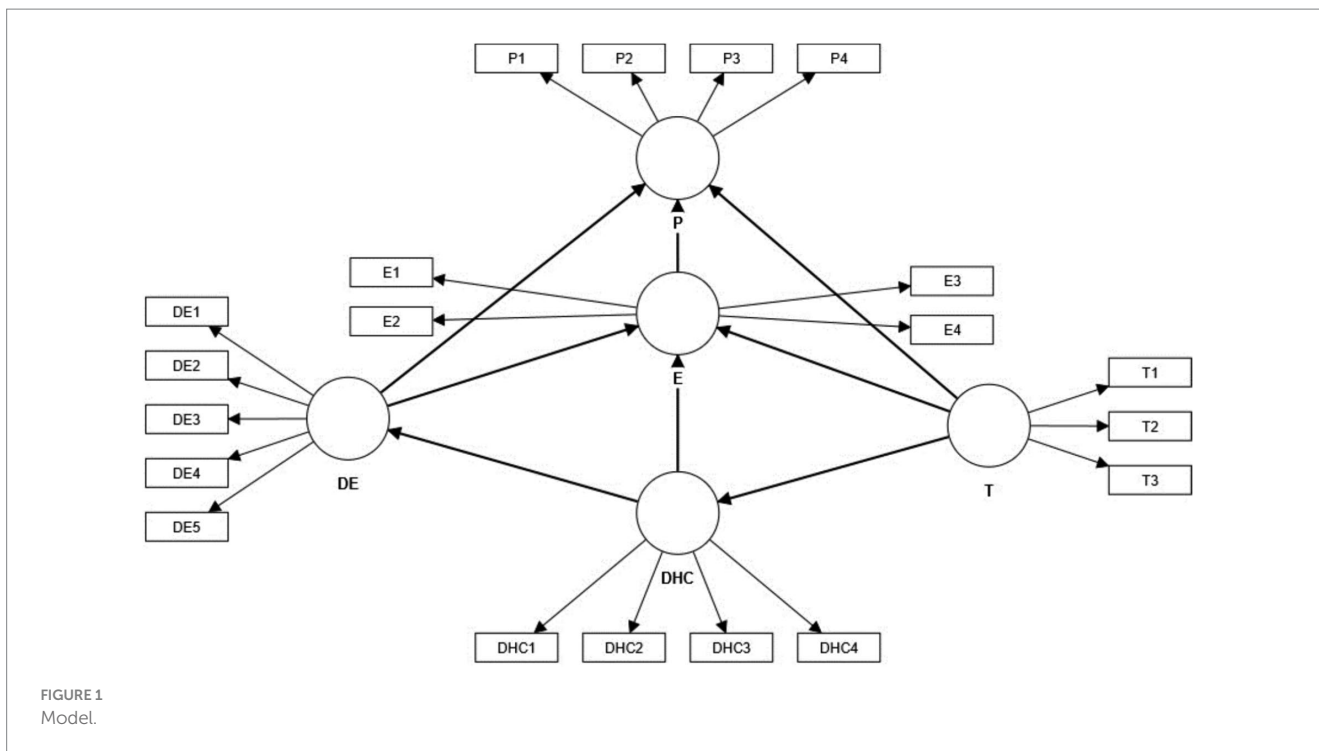 P1
P2
P3
P4
P
E1
E3
E2
E4
DE1
DE2
DE3
DE4
DE5
DE
E
T1
T2
T3
T
DHC
DHC1
DHC2
DHC3
DHC4
FIGURE 1
Model.